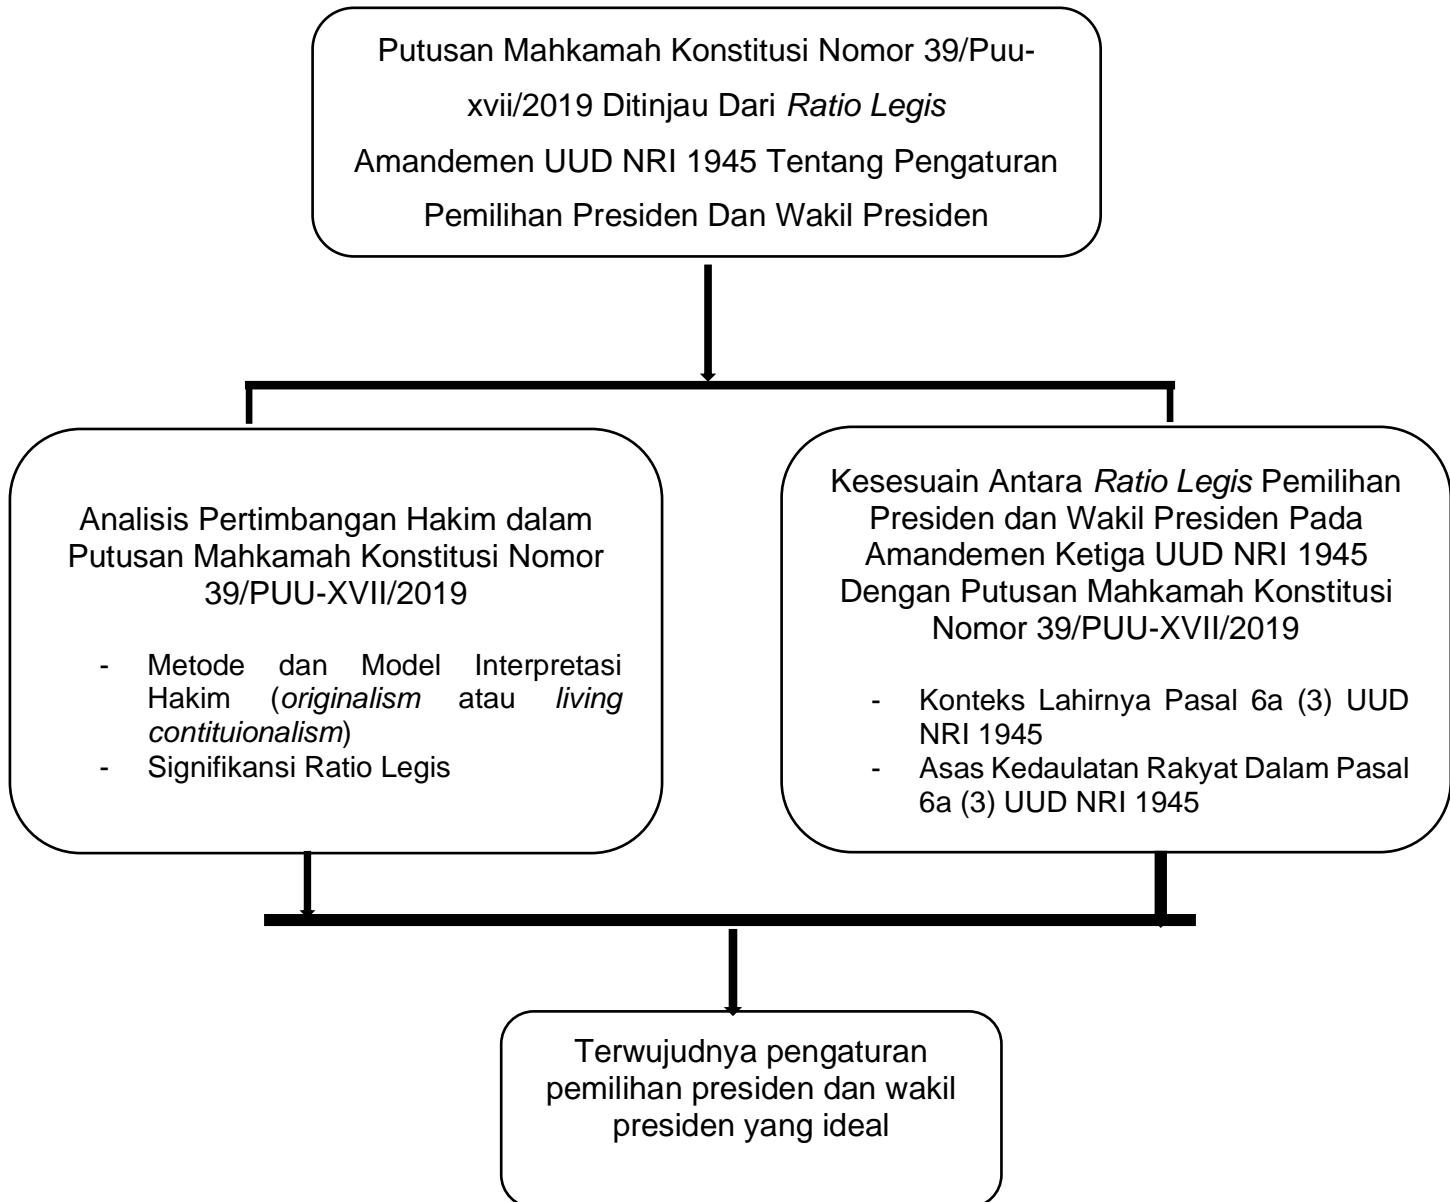 Putusan Mahkamah Konstitusi Nomor 39/Puu-
xvii/2019 Ditinjau Dari Ratio Legis
Amandemen UUD NRI 1945 Tentang Pengaturan
Pemilihan Presiden Dan Wakil Presiden
Analisis Pertimbangan Hakim dalam
Putusan Mahkamah Konstitusi Nomor
39/PUU-XVII/2019
- Metode dan Model Interpretasi
Hakim (originalism atau living
contituionalism)
- Signifikansi Ratio Legis
Kesesuain Antara Ratio Legis Pemilihan
Presiden dan Wakil Presiden Pada
Amandemen Ketiga UUD NRI 1945
Dengan Putusan Mahkamah Konstitusi
Nomor 39/PUU-XVII/2019
- Konteks Lahirnya Pasal 6a (3) UUD
NRI 1945
- Asas Kedaulatan Rakyat Dalam Pasal
6a (3) UUD NRI 1945
Terwujudnya pengaturan
pemilihan presiden dan wakil
presiden yang ideal